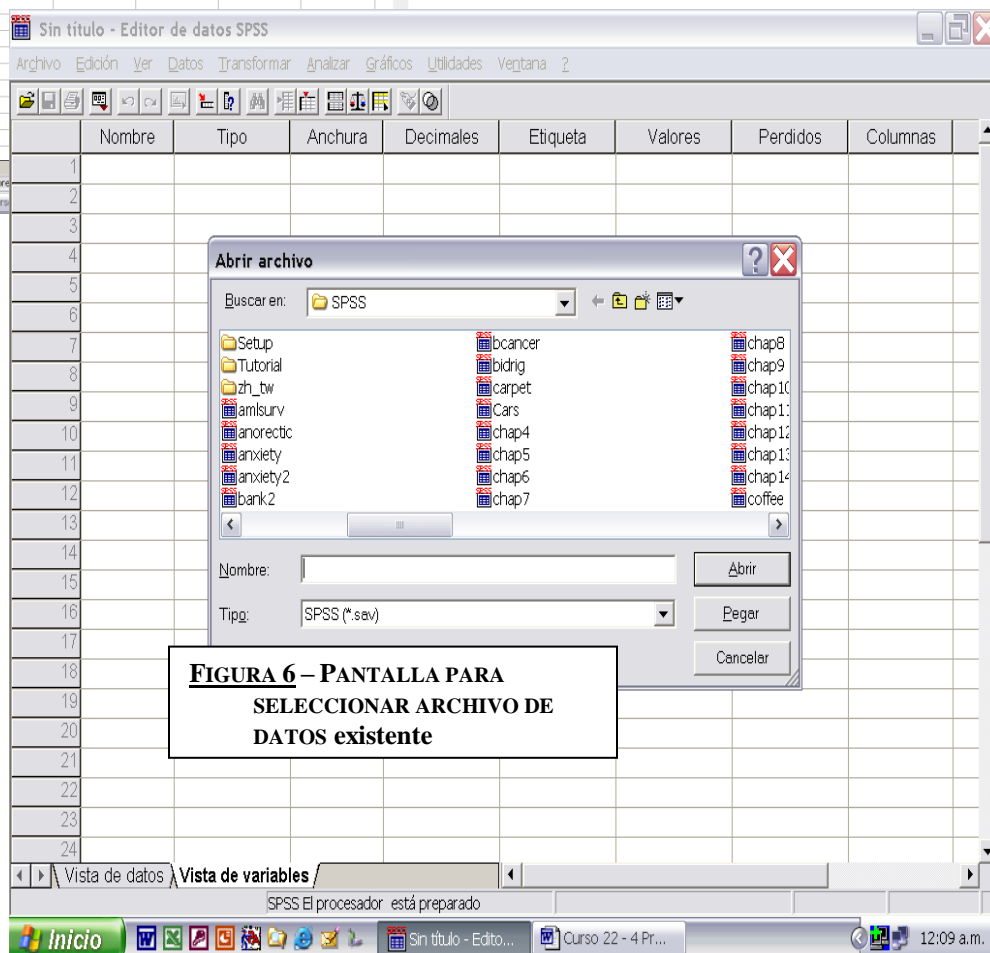 Sin título - Editor de datos SPSS
Archivo Edición Ver Datos Transformar Analizar Gráficos Utilidades Ventana ?
Nombre Tipo Anchura Decimales Etiqueta Valores Perdidos Columnas
1
2
3
4
5
6
7
8
9
10
11
12
13
14
15
16
17
18
19
20
21
22
23
24
Abrir archivo
Buscar en: SPSS
Setup bcancer chap8
Tutorial bidrig chap9
zh_tw carpet chap10
amlsurv Cars
anorectic chap4 chap12
anxiety chap5
anxiety2 chap6 chap14
bank2 chap7 coffee
Nombre: Abrir
Tipo: SPSS (*.sav) Pegar
Cancelar
FIGURA 6 – PANTALLA PARA
SELECCIONAR ARCHIVO DE
DATOS existente
Vista de datos Vista de variables
SPSS El procesador está preparado
Inicio Sin título - Edito... Curso 22 - 4 Pr... 12:09 a.m.